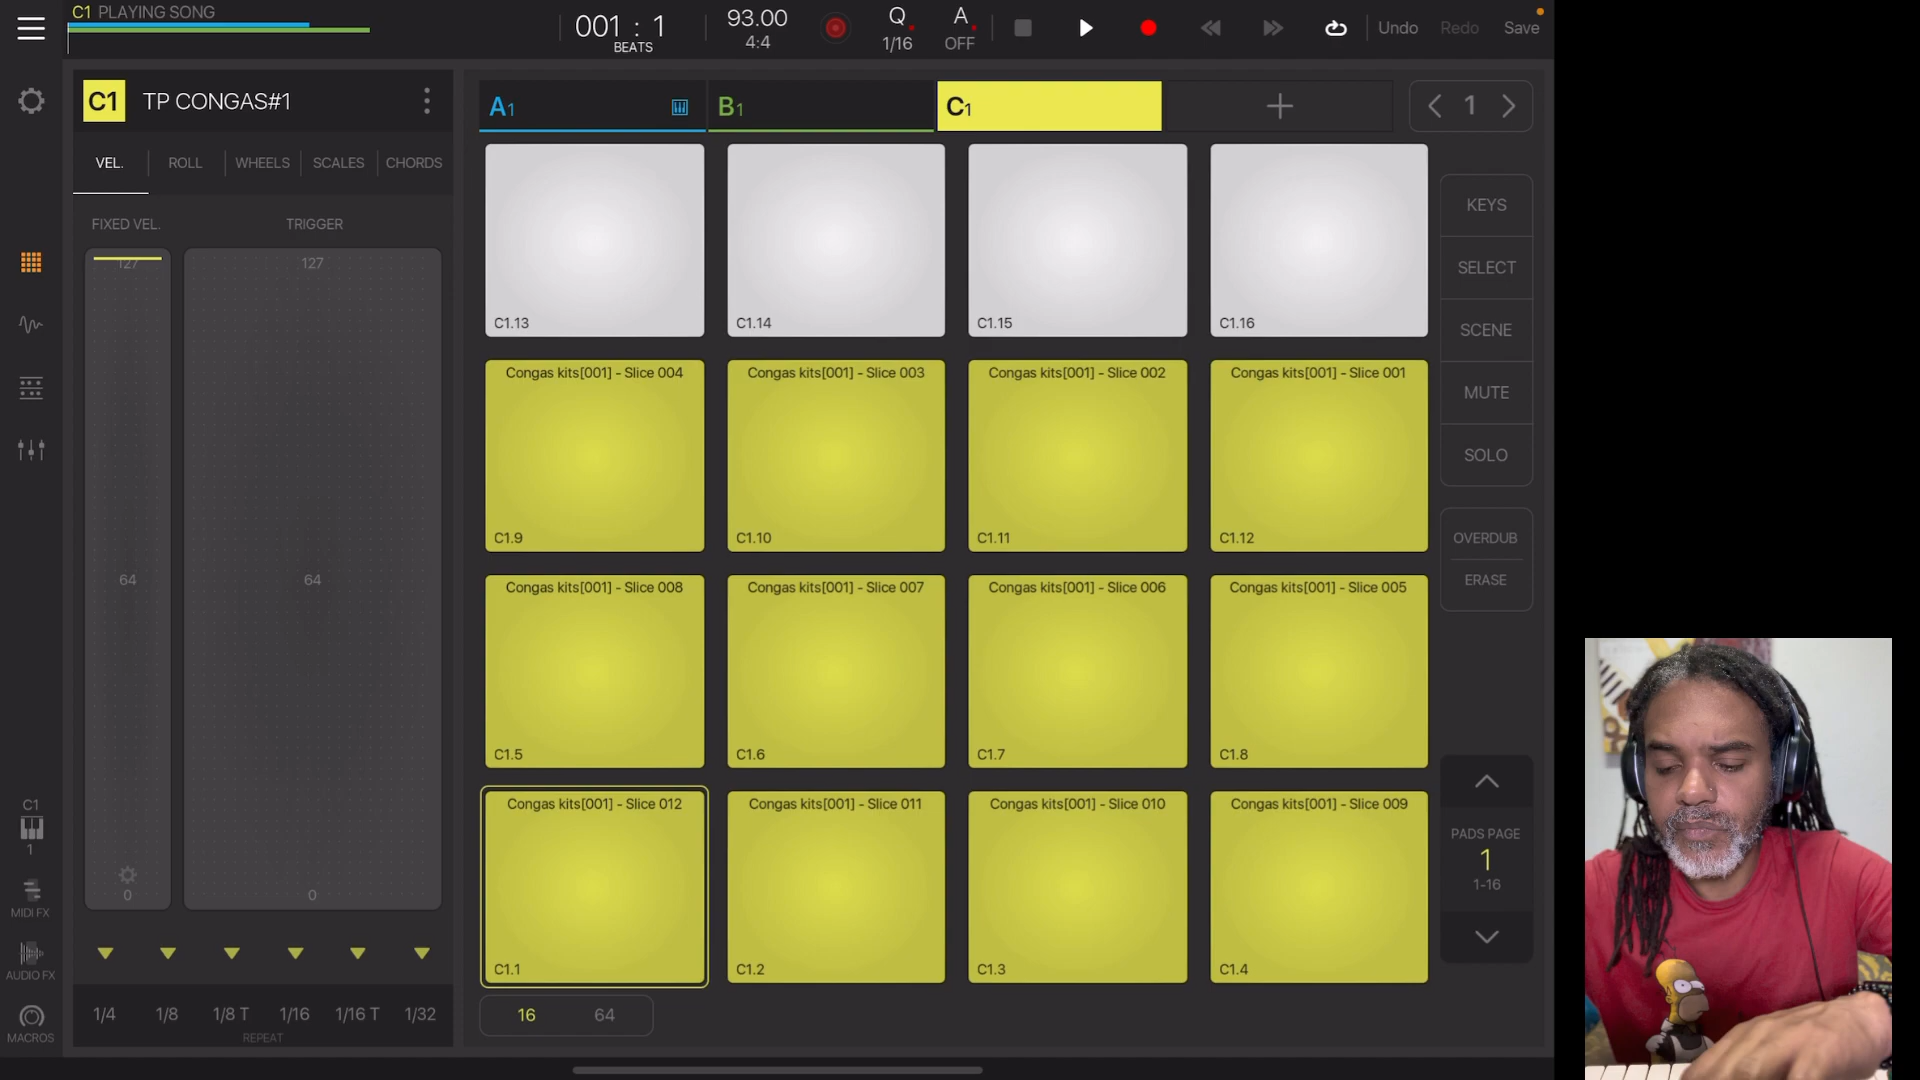 C1 PLAYING SONG
001 : 1
BEATS
93.00
4:4
Q
1/16
A
OFF
Undo
Redo
Save
C1
TP CONGAS#1
A1
B1
C1
1
VEL.
ROLL
WHEELS
SCALES
CHORDS
FIXED VEL.
TRIGGER
127
127
64
64
0
0
C1.13
C1.14
C1.15
C1.16
Congas kits[001] - Slice 004
Congas kits[001] - Slice 003
Congas kits[001] - Slice 002
Congas kits[001] - Slice 001
C1.9
C1.10
C1.11
C1.12
Congas kits[001] - Slice 008
Congas kits[001] - Slice 007
Congas kits[001] - Slice 006
Congas kits[001] - Slice 005
C1.5
C1.6
C1.7
C1.8
Congas kits[001] - Slice 012
Congas kits[001] - Slice 011
Congas kits[001] - Slice 010
Congas kits[001] - Slice 009
C1.1
C1.2
C1.3
C1.4
KEYS
SELECT
SCENE
MUTE
SOLO
OVERDUB
ERASE
PADS PAGE
1
1-16
C1
1
MIDI FX
AUDIO FX
MACROS
1/4
1/8
1/8 T
1/16
1/16 T
1/32
REPEAT
16
64